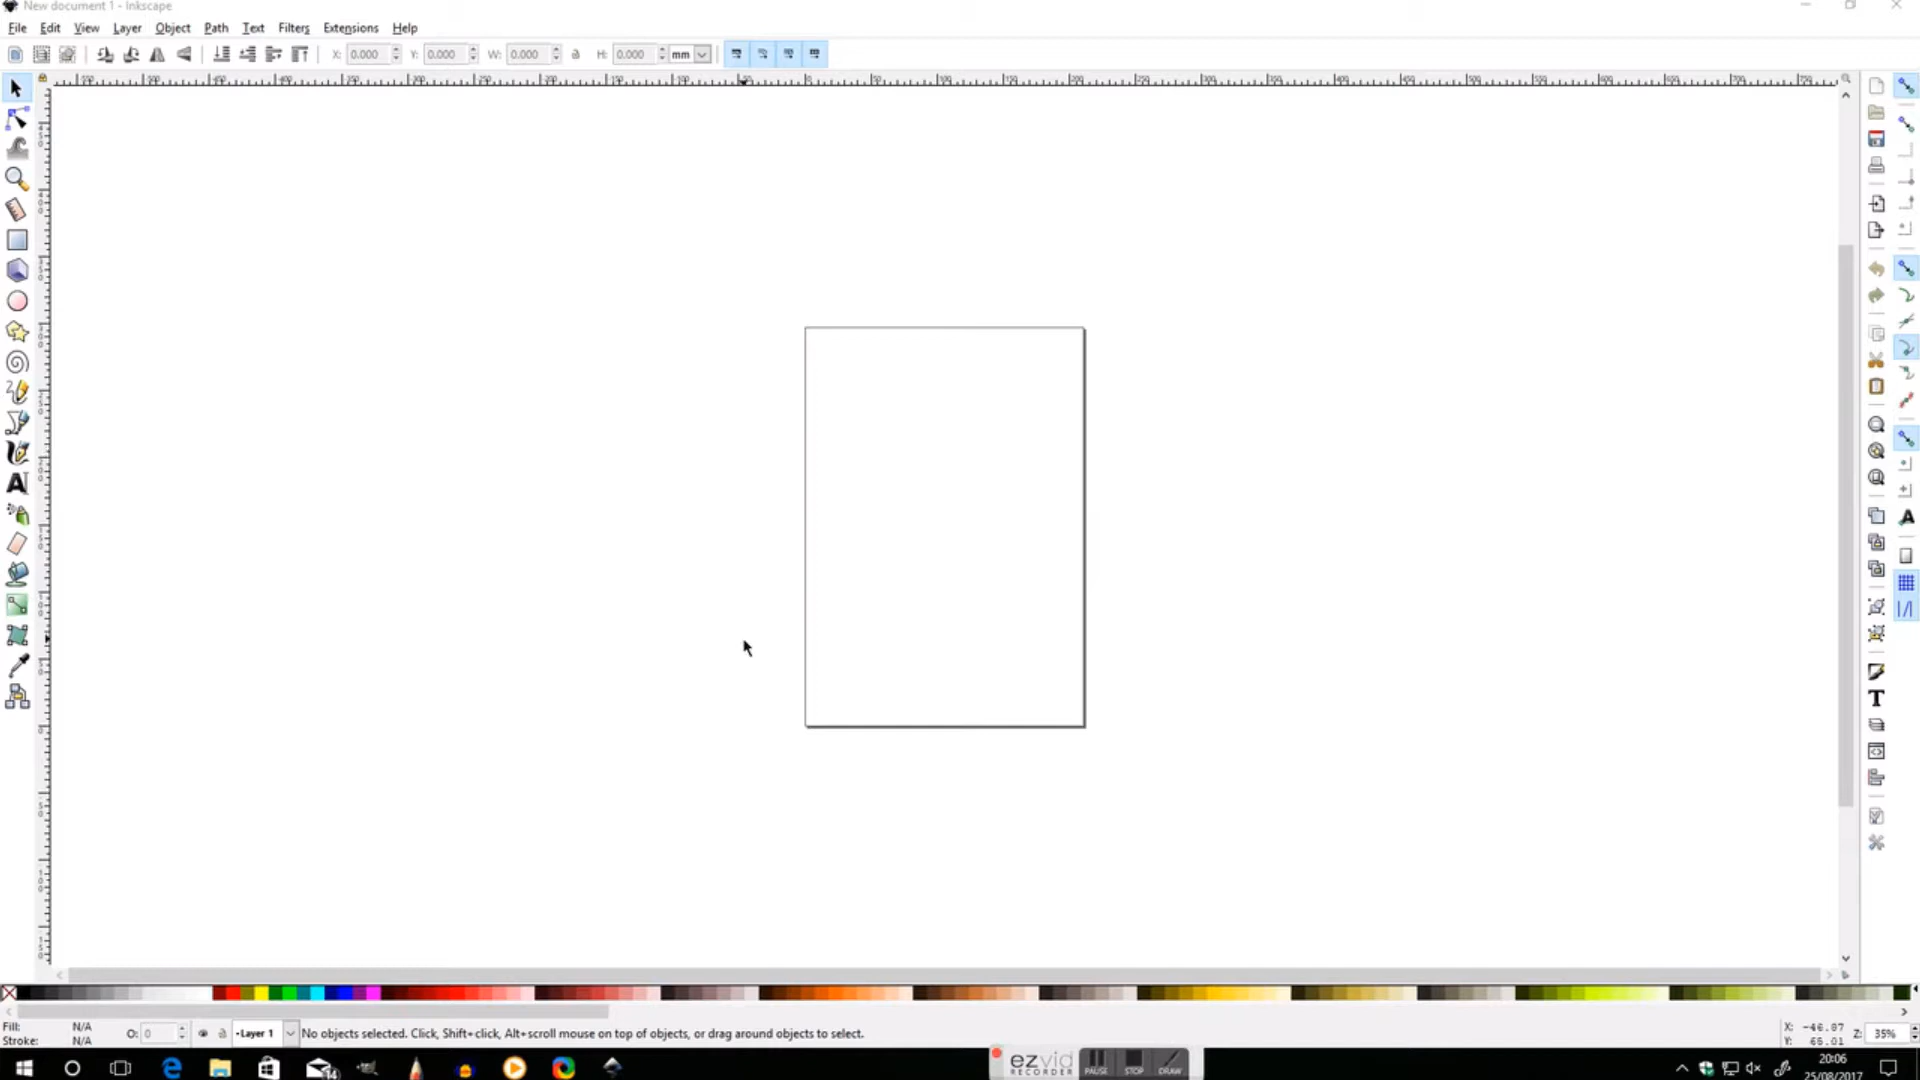 New document 1 - Inkscape
File Edit View Layer Object Path Text Filters Extensions Help
X: 0.000 Y: 0.000 W: 0.000 H: 0.000 mm
Fill: N/A
Stroke: N/A
O: 0
Layer 1
No objects selected. Click, Shift+click, Alt+scroll mouse on top of objects, or drag around objects to select.
X: -46.87
Y: 65.01
Z: 35%
ezvid
RECORDER
PAUSE STOP DRAW
14
20:06
25/08/2017